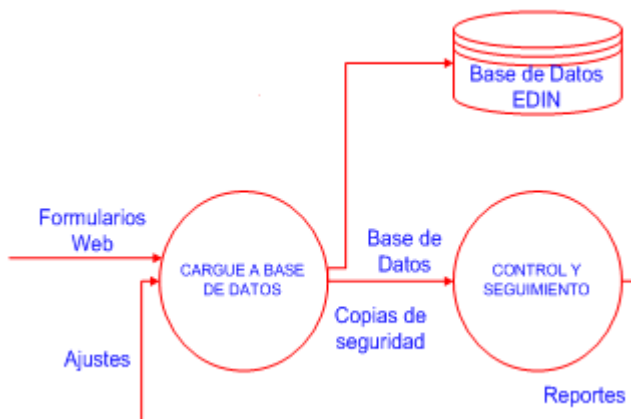 Base de Datos
EDIN
Formularios
Web
CARGUE A BASE
DE DATOS
Base de
Datos
CONTROL Y
SEGUIMIENTO
Copias de
seguridad
Ajustes
Reportes